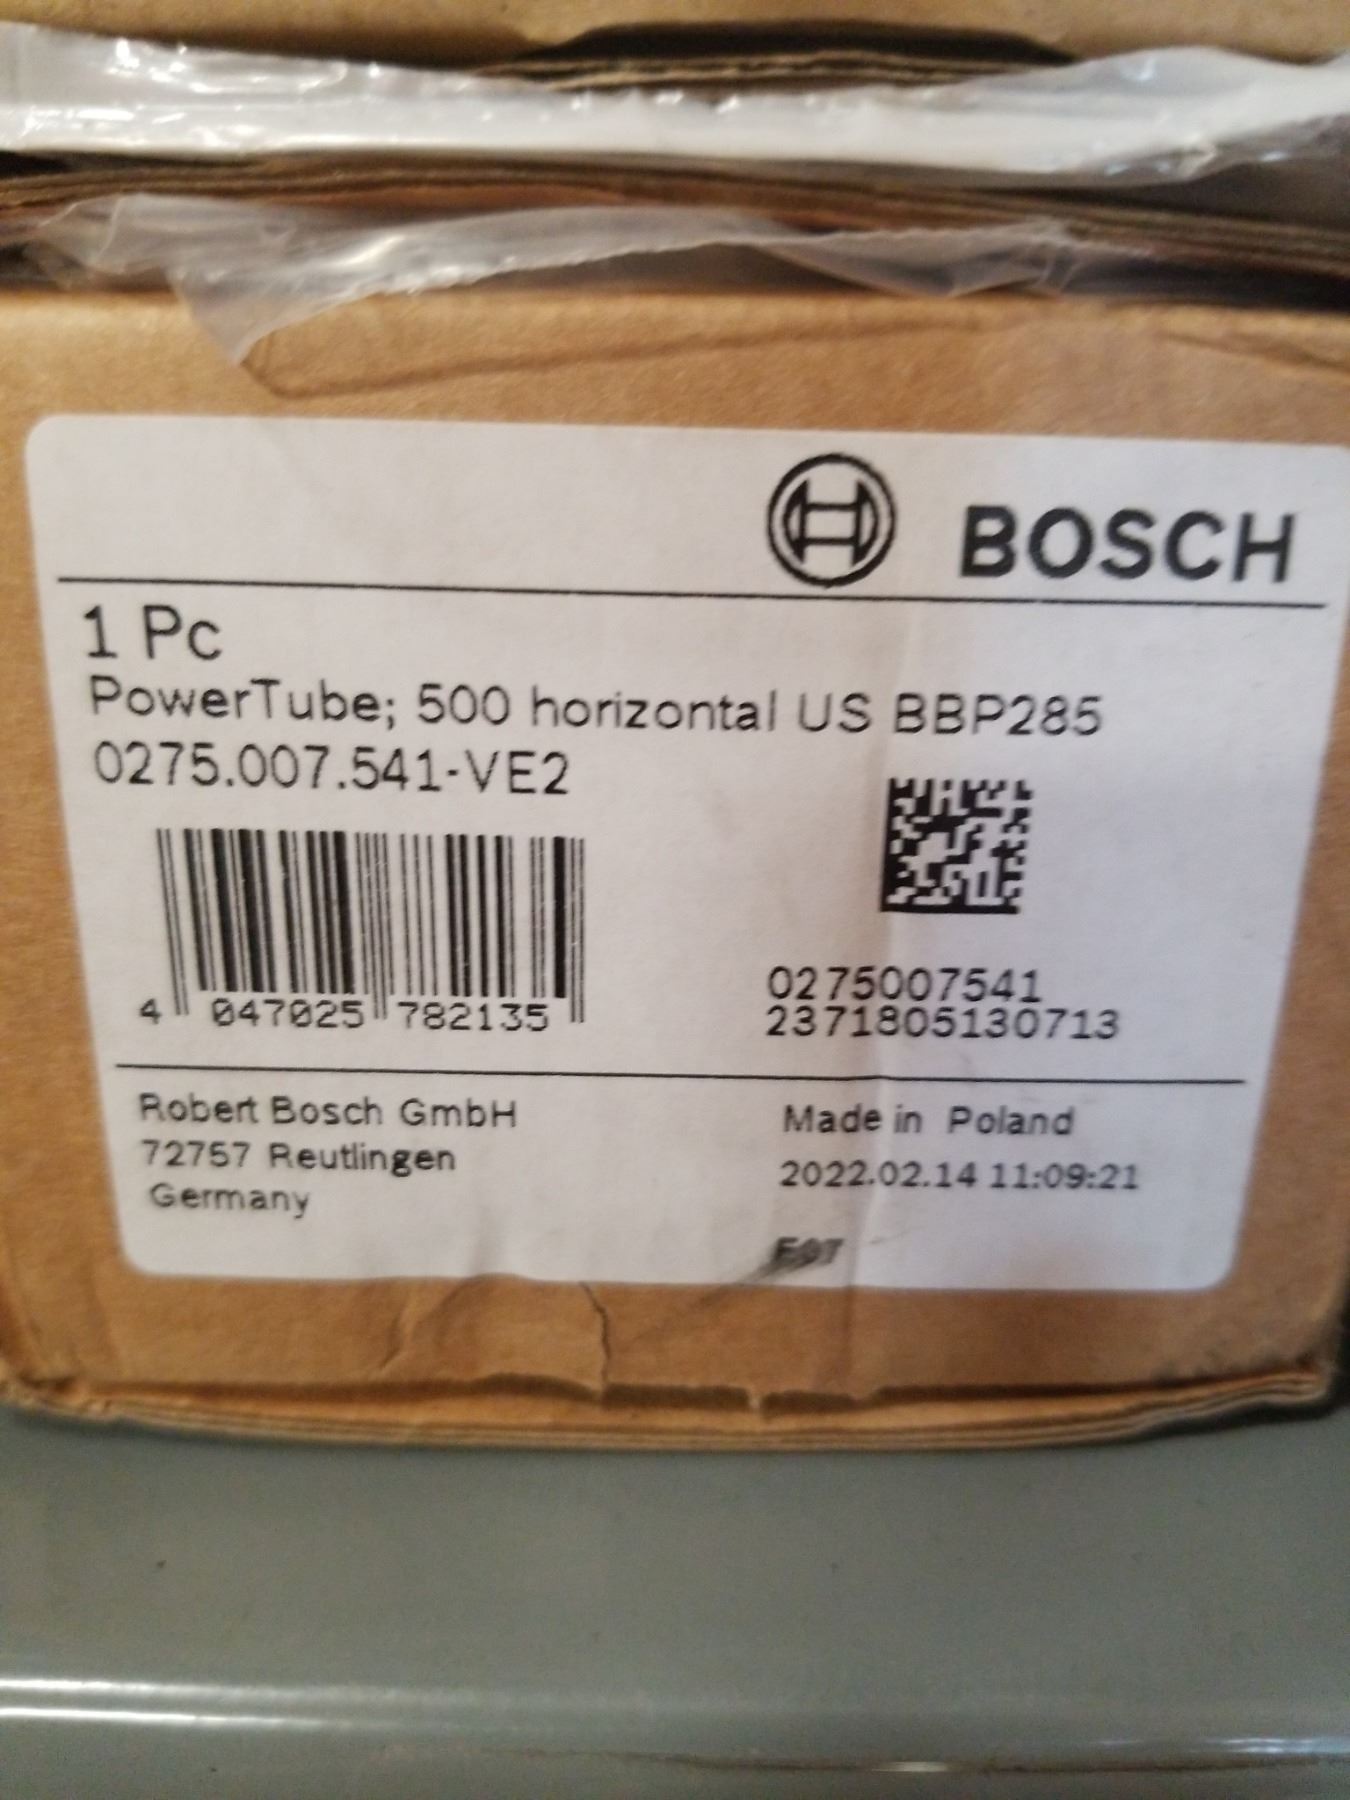 BOSCH
1 Pc
PowerTube; 500 horizontal US BBP285
0275.007.541-VE2
4 047025 782135
0275007541
2371805130713
Robert Bosch GmbH
72757 Reutlingen
Germany
Made in Poland
2022.02.14 11:09:21